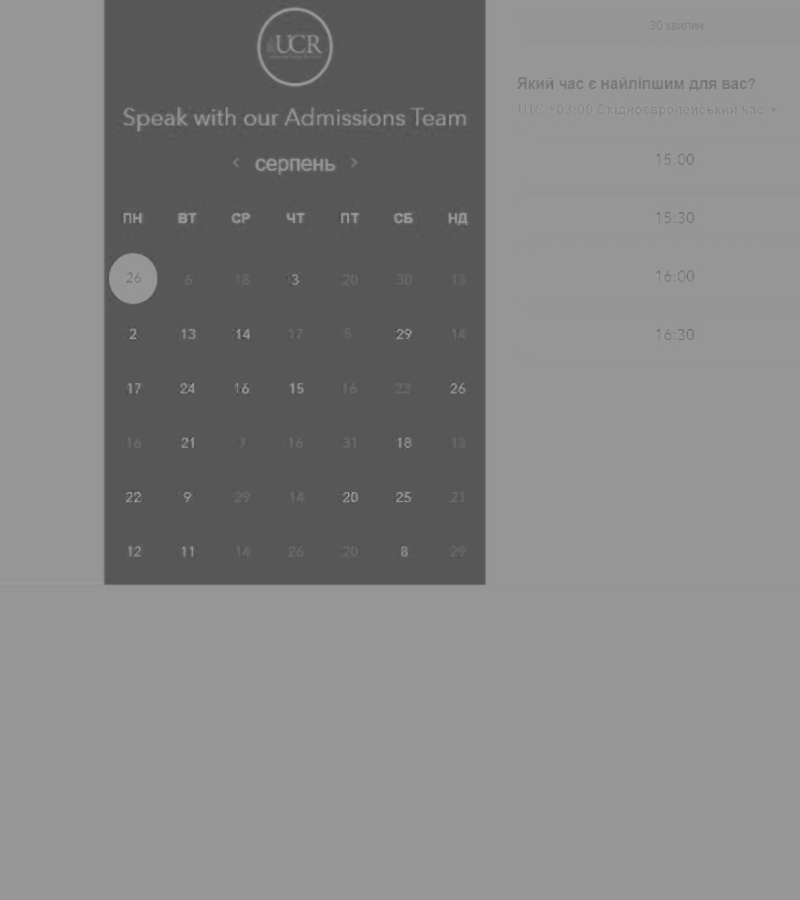 UCR
Speak with our Admissions Team
< серпень >
ПН ВТ СР ЧТ ПТ СБ НД
26 6 18 3 20 30 13
2 13 14 17 5 29 14
17 24 16 15 16 23 26
16 21 7 16 31 18 13
22 9 29 14 20 25 21
12 11 14 26 20 8 29
30 хвилин
Який час є найліпшим для вас?
UTC +03:00 Східноєвропейський час
15:00
15:30
16:00
16:30